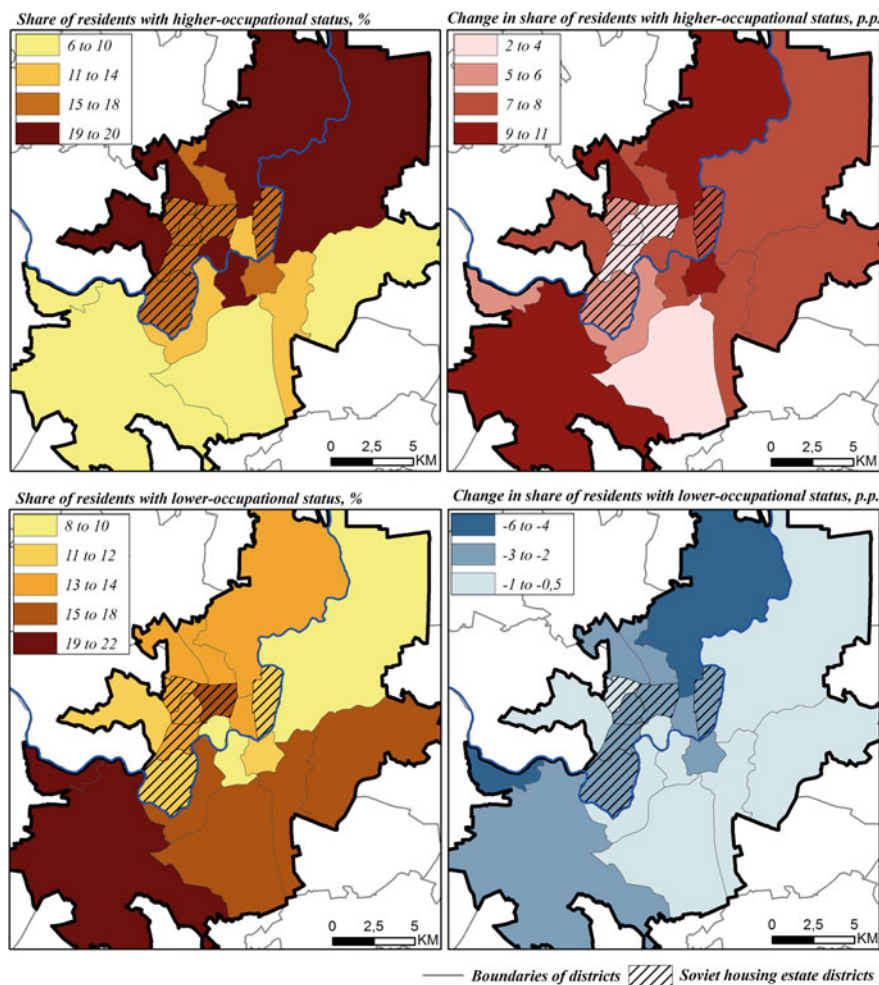 Share of residents with higher-occupational status, %
6 to 10
11 to 14
15 to 18
19 to 20
0 2,5 5
KM
Change in share of residents with higher-occupational status, p.p.
2 to 4
5 to 6
7 to 8
9 to 11
0 2,5 5
KM
Share of residents with lower-occupational status, %
8 to 10
11 to 12
13 to 14
15 to 18
19 to 22
0 2,5 5
KM
Change in share of residents with lower-occupational status, p.p.
-6 to -4
-3 to -2
-1 to -0,5
0 2,5 5
KM
Boundaries of districts
Soviet housing estate districts